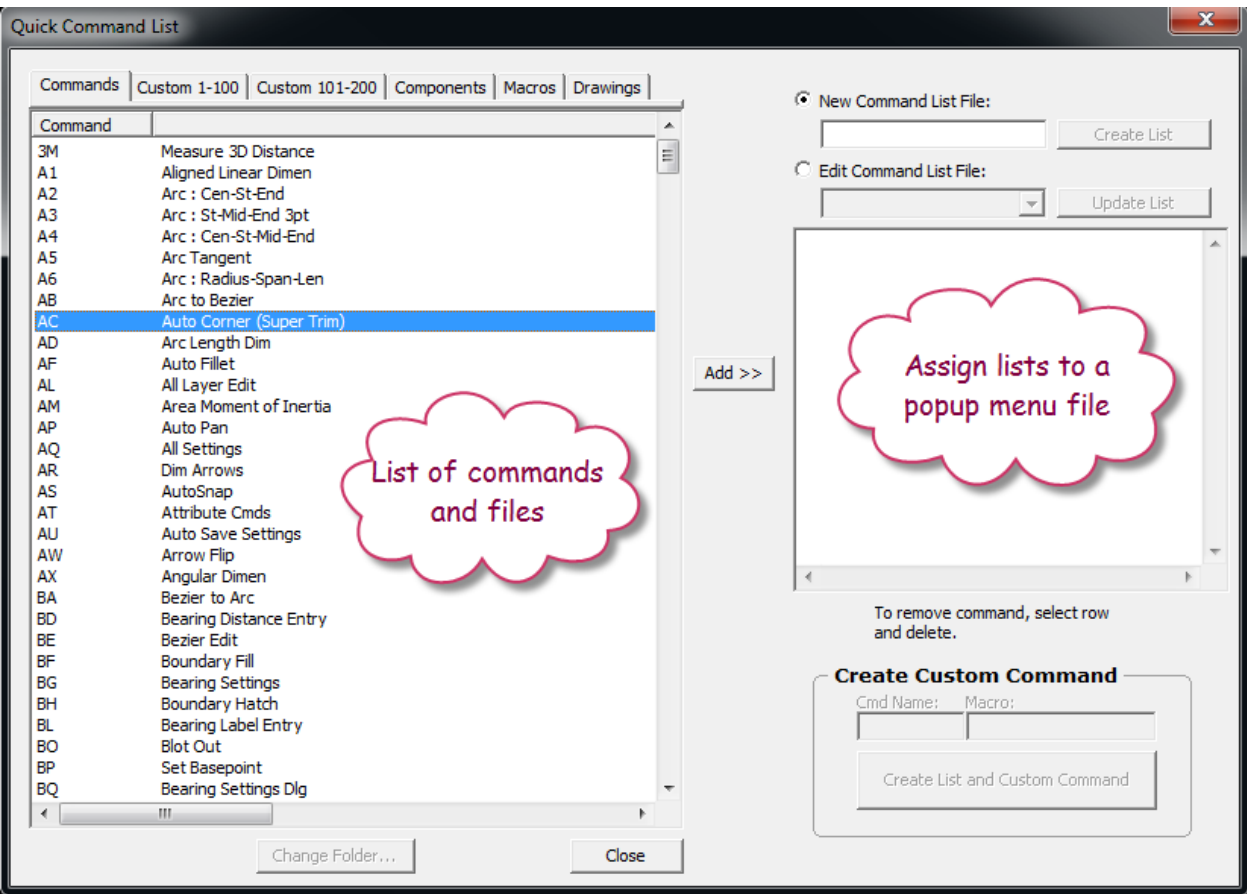 Quick Command List
Commands Custom 1-100 Custom 101-200 Components Macros Drawings
Command
3M Measure 3D Distance
A1 Aligned Linear Dimen
A2 Arc : Cen-St-End
A3 Arc : St-Mid-End 3pt
A4 Arc : Cen-St-Mid-End
A5 Arc Tangent
A6 Arc : Radius-Span-Len
AB Arc to Bezier
AC Auto Corner (Super Trim)
AD Arc Length Dim
AF Auto Fillet
AL All Layer Edit
AM Area Moment of Inertia
AP Auto Pan
AQ All Settings
AR Dim Arrows
AS AutoSnap
AT Attribute Cmds
AU Auto Save Settings
AW Arrow Flip
AX Angular Dimen
BA Bezier to Arc
BD Bearing Distance Entry
BE Bezier Edit
BF Boundary Fill
BG Bearing Settings
BH Boundary Hatch
BL Bearing Label Entry
BO Blot Out
BP Set Basepoint
BQ Bearing Settings Dlg
List of commands
and files
Change Folder...
Close
Add >>
New Command List File:
Create List
Edit Command List File:
Update List
Assign lists to a
popup menu file
To remove command, select row
and delete.
Create Custom Command
Cmd Name: Macro:
Create List and Custom Command